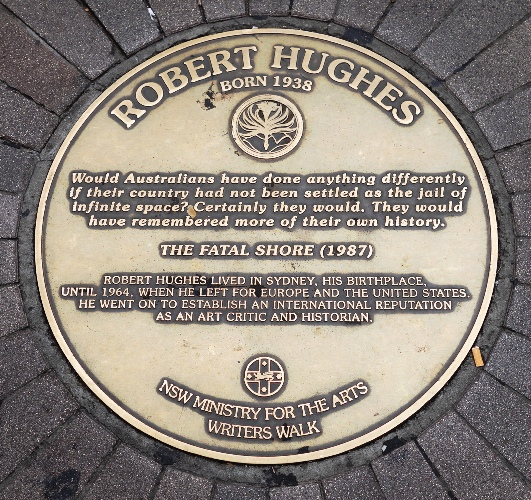 ROBERT HUGHES
BORN 1938
Would Australians have done anything differently
if their country had not been settled as the jail of
infinite space? Certainly they would. They would
have remembered more of their own history.
THE FATAL SHORE (1987)
ROBERT HUGHES LIVED IN SYDNEY, HIS BIRTHPLACE,
UNTIL 1964, WHEN HE LEFT FOR EUROPE AND THE UNITED STATES.
HE WENT ON TO ESTABLISH AN INTERNATIONAL REPUTATION
AS AN ART CRITIC AND HISTORIAN.
NSW MINISTRY FOR THE ARTS
WRITERS WALK